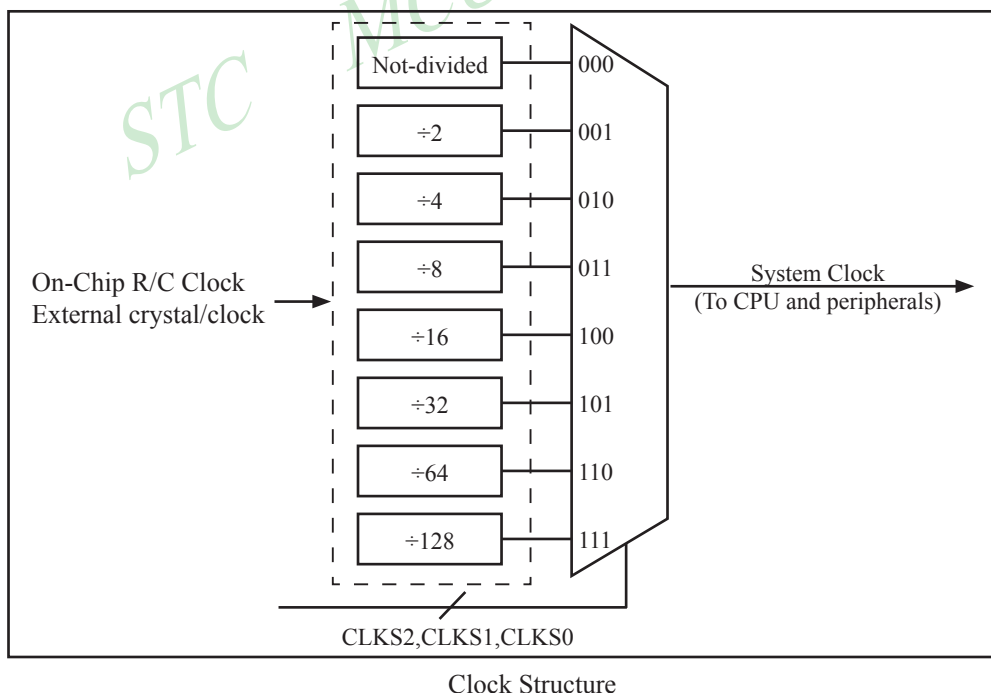 STC MCU
Not-divided
000
÷2
001
÷4
010
÷8
011
÷16
100
÷32
101
÷64
110
÷128
111
On-Chip R/C Clock
External crystal/clock
System Clock
(To CPU and peripherals)
CLKS2,CLKS1,CLKS0
Clock Structure